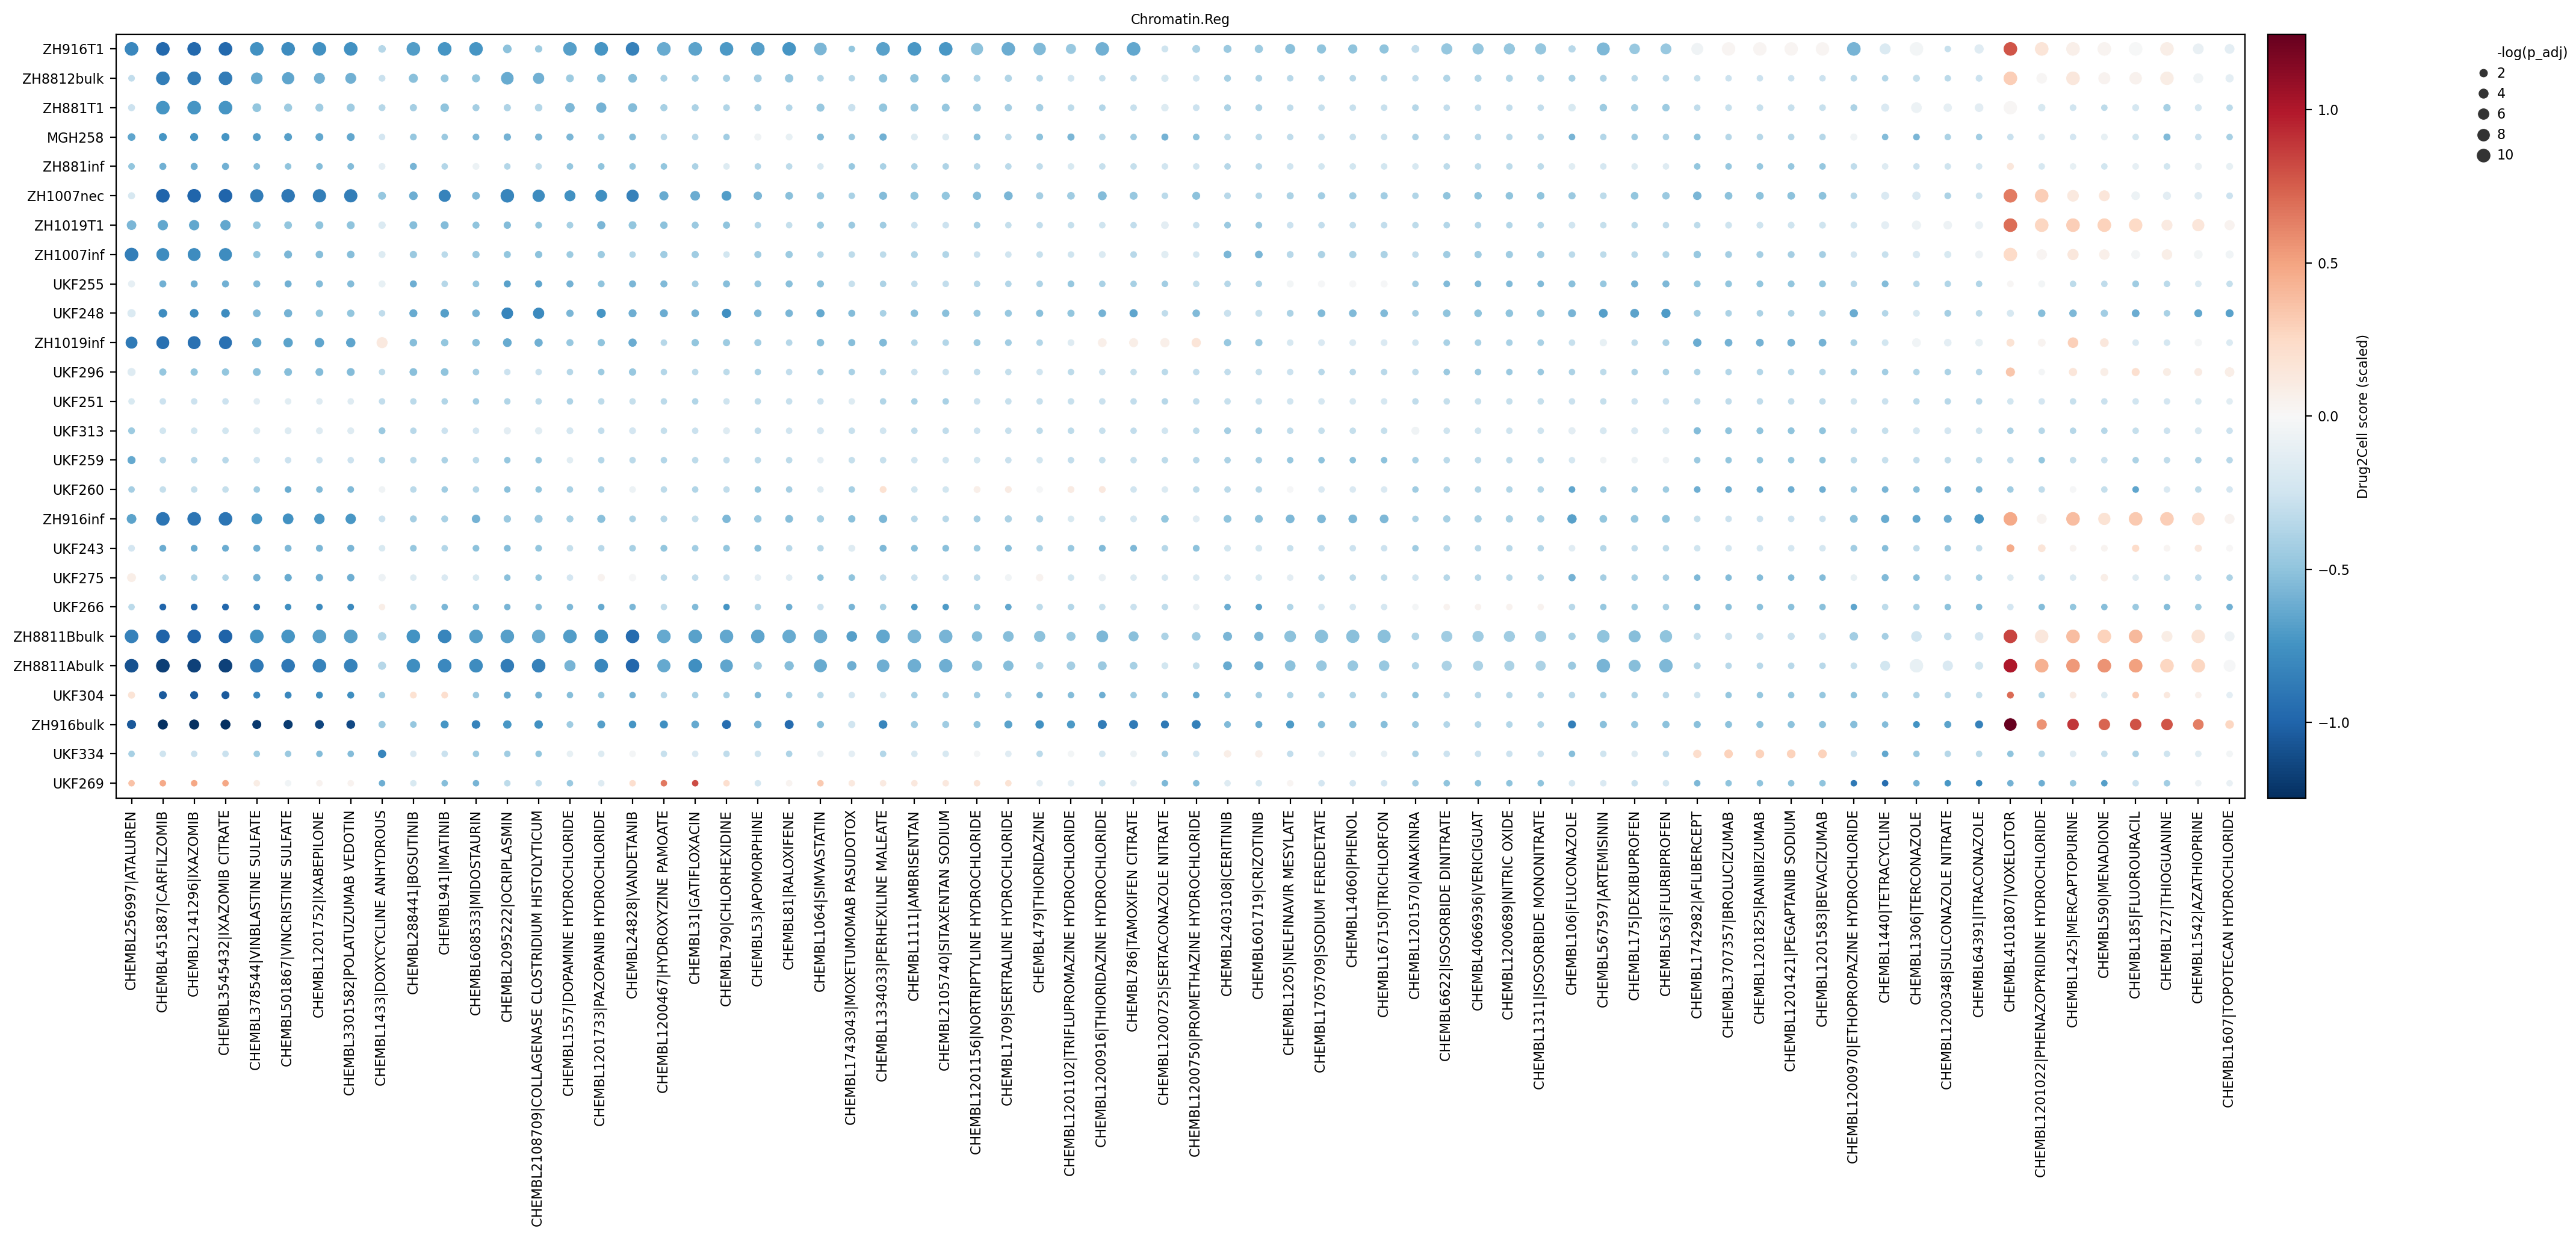 Chromatin.Reg
ZH916T1
ZH8812bulk
ZH881T1
MGH258
ZH881inf
ZH1007nec
ZH1019T1
ZH1007inf
UKF255
UKF248
ZH1019inf
UKF296
UKF251
UKF313
UKF259
UKF260
ZH916inf
UKF243
UKF275
UKF266
ZH8811Bbulk
ZH8811Abulk
UKF304
ZH916bulk
UKF334
UKF269
CHEMBL256997|ATALUREN
CHEMBL451887|CARFILZOMIB
CHEMBL2141296|IXAZOMIB
CHEMBL3545432|IXAZOMIB CITRATE
CHEMBL378544|VINBLASTINE SULFATE
CHEMBL501867|VINCRISTINE SULFATE
CHEMBL1201752|IXABEPILONE
CHEMBL3301582|POLATUZUMAB VEDOTIN
CHEMBL1433|DOXYCYCLINE ANHYDROUS
CHEMBL288441|BOSUTINIB
CHEMBL941|IMATINIB
CHEMBL608533|MIDOSTAURIN
CHEMBL2095222|OCRIPLASMIN
CHEMBL2108709|COLLAGENASE CLOSTRIDIUM HISTOLYTICUM
CHEMBL1557|DOPAMINE HYDROCHLORIDE
CHEMBL1201733|PAZOPANIB HYDROCHLORIDE
CHEMBL24828|VANDETANIB
CHEMBL1200467|HYDROXYZINE PAMOATE
CHEMBL31|GATIFLOXACIN
CHEMBL790|CHLORHEXIDINE
CHEMBL53|APOMORPHINE
CHEMBL81|RALOXIFENE
CHEMBL1064|SIMVASTATIN
CHEMBL1743043|MOXETUMOMAB PASUDOTOX
CHEMBL1334033|PERHEXILINE MALEATE
CHEMBL1111|AMBRISENTAN
CHEMBL2105740|SITAXENTAN SODIUM
CHEMBL1201156|NORTRIPTYLINE HYDROCHLORIDE
CHEMBL1709|SERTRALINE HYDROCHLORIDE
CHEMBL479|THIORIDAZINE
CHEMBL1201102|TRIFLUPROMAZINE HYDROCHLORIDE
CHEMBL1200916|THIORIDAZINE HYDROCHLORIDE
CHEMBL786|TAMOXIFEN CITRATE
CHEMBL1200725|SERTACONAZOLE NITRATE
CHEMBL1200750|PROMETHAZINE HYDROCHLORIDE
CHEMBL2403108|CERITINIB
CHEMBL601719|CRIZOTINIB
CHEMBL1205|NELFINAVIR MESYLATE
CHEMBL1705709|SODIUM FEREDETATE
CHEMBL14060|PHENOL
CHEMBL167150|TRICHLORFON
CHEMBL1201570|ANAKINRA
CHEMBL6622|ISOSORBIDE DINITRATE
CHEMBL4066936|VERICIGUAT
CHEMBL1200689|NITRIC OXIDE
CHEMBL1311|ISOSORBIDE MONONITRATE
CHEMBL106|FLUCONAZOLE
CHEMBL567597|ARTEMISININ
CHEMBL175|DEXIBUPROFEN
CHEMBL563|FLURBIPROFEN
CHEMBL1742982|AFLIBERCEPT
CHEMBL3707357|BROLUCIZUMAB
CHEMBL1201825|RANIBIZUMAB
CHEMBL1201421|PEGAPTANIB SODIUM
CHEMBL1201583|BEVACIZUMAB
CHEMBL1200970|ETHOPROPAZINE HYDROCHLORIDE
CHEMBL1440|TETRACYCLINE
CHEMBL1306|TERCONAZOLE
CHEMBL1200348|SULCONAZOLE NITRATE
CHEMBL64391|ITRACONAZOLE
CHEMBL4101807|VOXELOTOR
CHEMBL1201022|PHENAZOPYRIDINE HYDROCHLORIDE
CHEMBL1425|MERCAPTOPURINE
CHEMBL590|MENADIONE
CHEMBL185|FLUOROURACIL
CHEMBL727|THIOGUANINE
CHEMBL1542|AZATHIOPRINE
CHEMBL1607|TOPOTECAN HYDROCHLORIDE
1.0
0.5
0.0
−0.5
−1.0
Drug2Cell score (scaled)
-log(p_adj)
2
4
6
8
10